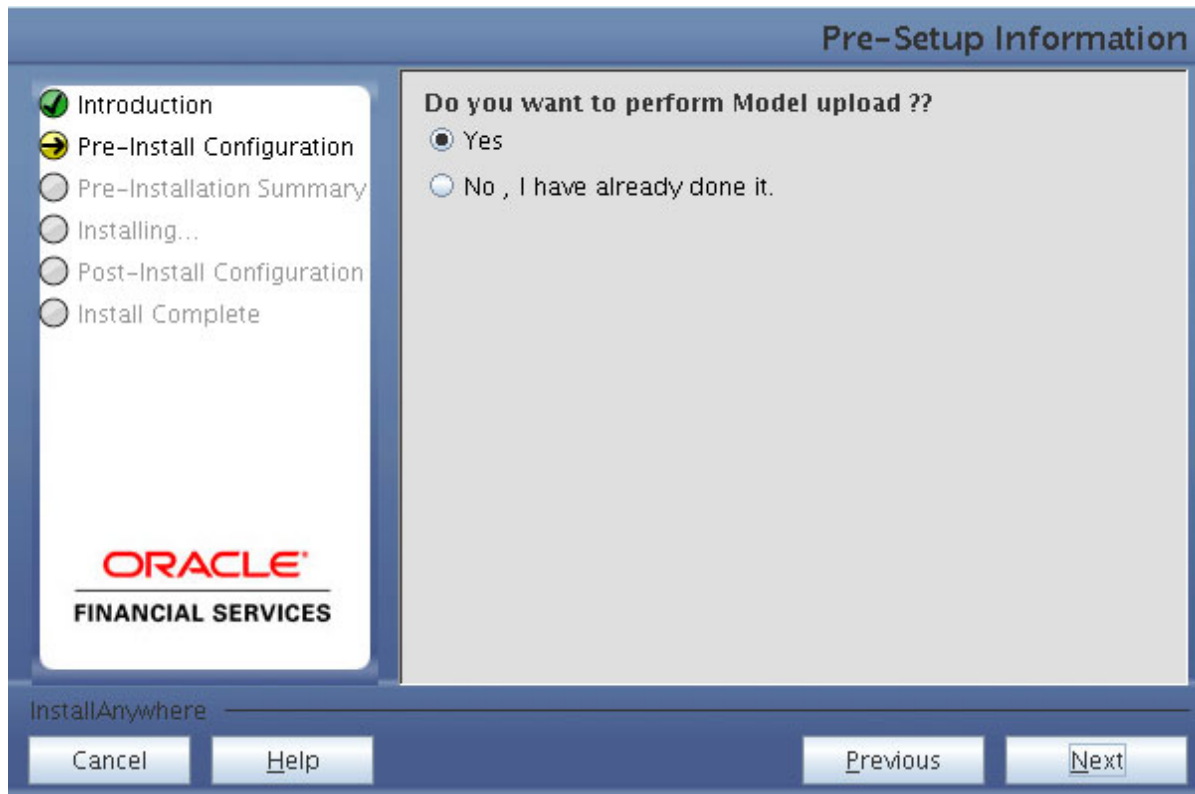 Pre-Setup Information
Introduction
Pre-Install Configuration
Pre-Installation Summary
Installing...
Post-Install Configuration
Install Complete
ORACLE
FINANCIAL SERVICES
Do you want to perform Model upload ??
Yes
No , I have already done it.
InstallAnywhere
Cancel
Help
Previous
Next